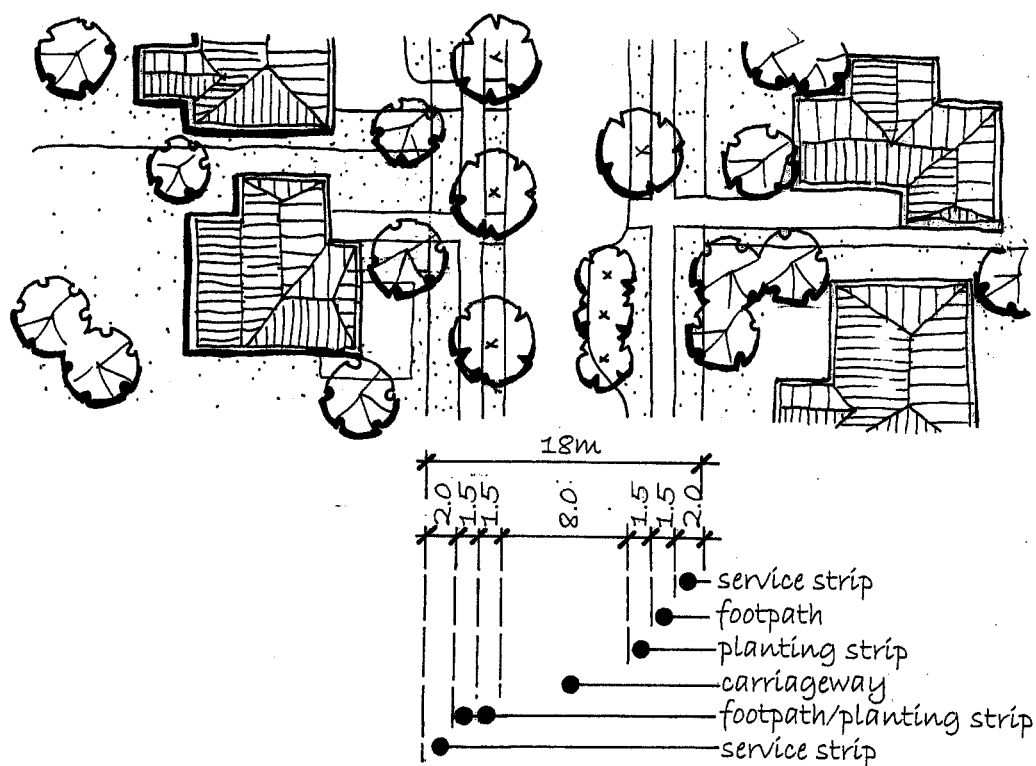 18m
2.0 1.5 1.5 8.0 1.5 1.5 2.0
service strip
footpath
planting strip
carriageway
footpath/planting strip
service strip